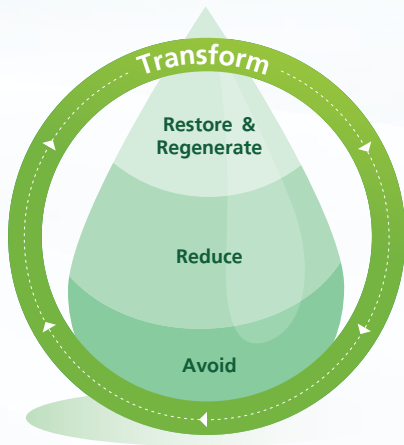 Transform
Restore &
Regenerate
Reduce
Avoid